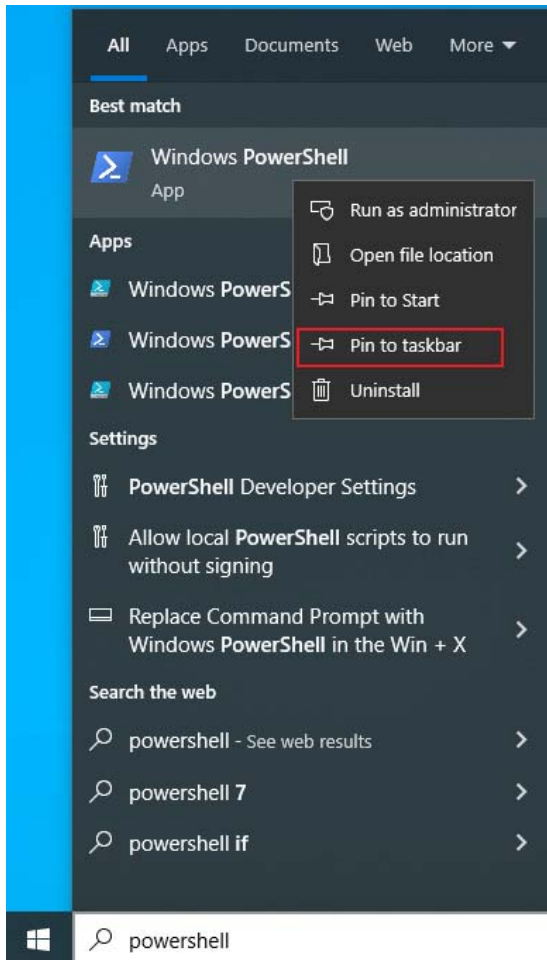 All Apps Documents Web More
Best match
Windows PowerShell
App
Run as administrator
Apps
Open file location
Windows PowerS
Pin to Start
Windows PowerS
Pin to taskbar
Windows PowerS
Uninstall
Settings
PowerShell Developer Settings
Allow local PowerShell scripts to run
without signing
Replace Command Prompt with
Windows PowerShell in the Win + X
Search the web
powershell - See web results
powershell 7
powershell if
powershell